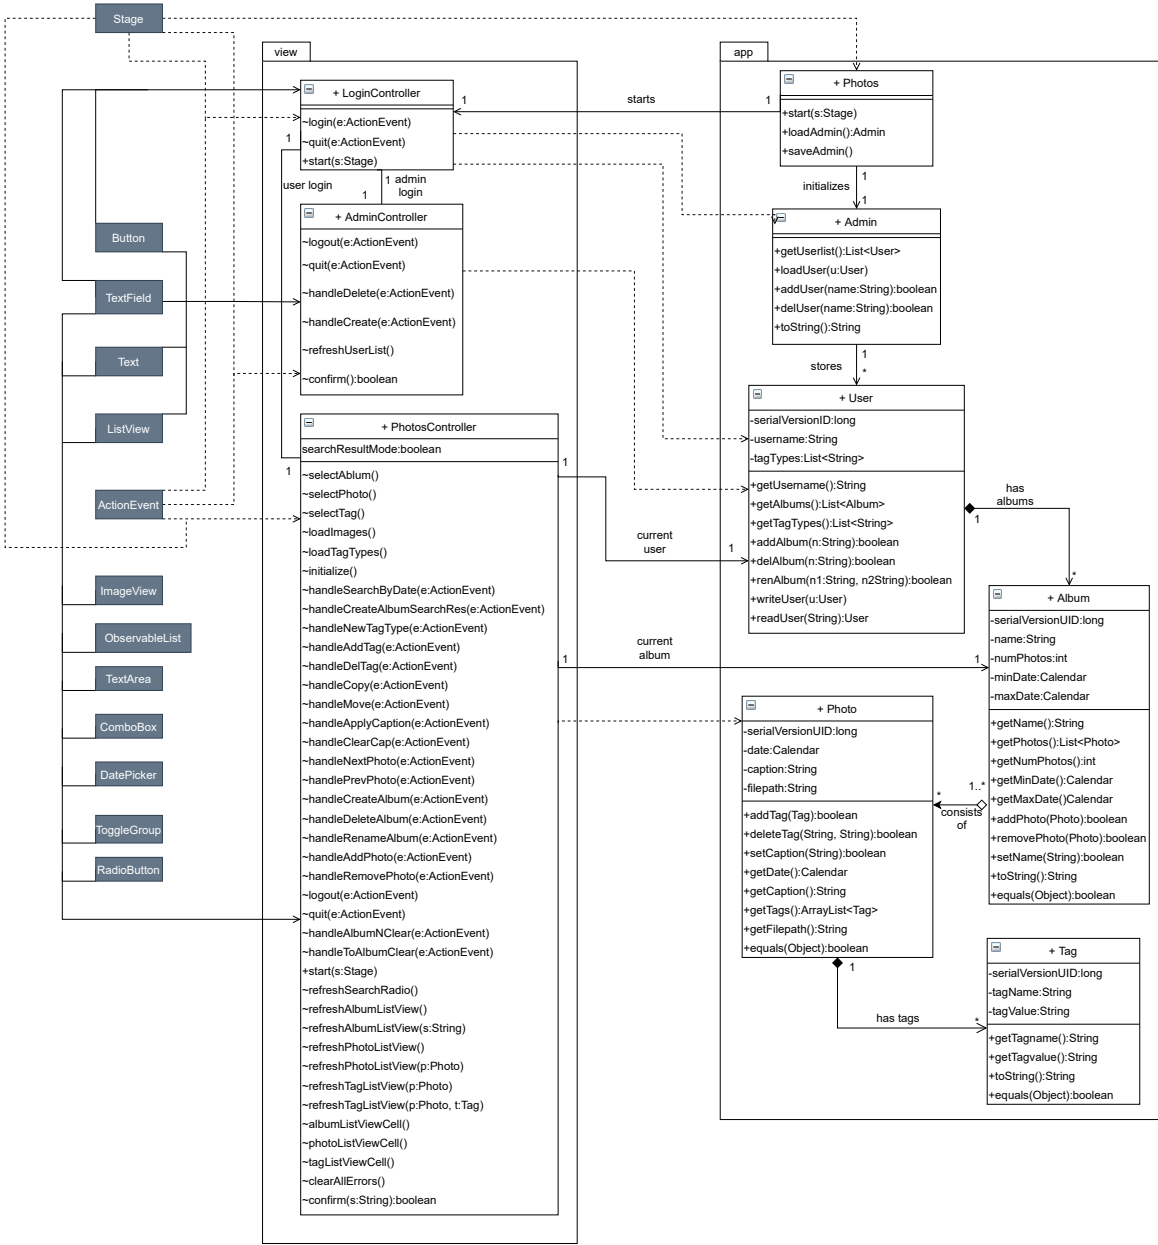 Stage
Button
TextField
Text
ListView
ActionEvent
ImageView
ObservableList
TextArea
ComboBox
DatePicker
ToggleGroup
RadioButton
view
+ LoginController
~login(e:ActionEvent)
~quit(e:ActionEvent)
+start(s:Stage)
1
user login
1
1
admin
login
1
+ AdminController
~logout(e:ActionEvent)
~quit(e:ActionEvent)
~handleDelete(e:ActionEvent)
~handleCreate(e:ActionEvent)
~refreshUserList()
~confirm():boolean
+ PhotosController
searchResultMode:boolean
~selectAblum()
~selectPhoto()
~selectTag()
~loadImages()
~loadTagTypes()
~initialize()
~handleSearchByDate(e:ActionEvent)
~handleCreateAlbumSearchRes(e:ActionEvent)
~handleNewTagType(e:ActionEvent)
~handleAddTag(e:ActionEvent)
~handleDelTag(e:ActionEvent)
~handleCopy(e:ActionEvent)
~handleMove(e:ActionEvent)
~handleApplyCaption(e:ActionEvent)
~handleClearCap(e:ActionEvent)
~handleNextPhoto(e:ActionEvent)
~handlePrevPhoto(e:ActionEvent)
~handleCreateAlbum(e:ActionEvent)
~handleDeleteAlbum(e:ActionEvent)
~handleRenameAlbum(e:ActionEvent)
~handleAddPhoto(e:ActionEvent)
~handleRemovePhoto(e:ActionEvent)
~logout(e:ActionEvent)
~quit(e:ActionEvent)
~handleAlbumNClear(e:ActionEvent)
~handleToAlbumClear(e:ActionEvent)
+start(s:Stage)
~refreshSearchRadio()
~refreshAlbumListView()
~refreshAlbumListView(s:String)
~refreshPhotoListView()
~refreshPhotoListView(p:Photo)
~refreshTagListView(p:Photo)
~refreshTagListView(p:Photo, t:Tag)
~albumListViewCell()
~photoListViewCell()
~tagListViewCell()
~clearAllErrors()
~confirm(s:String):boolean
1
starts
1
1
current
user
1
1
current
album
1
app
+ Photos
+start(s:Stage)
+loadAdmin():Admin
+saveAdmin()
1
initializes
1
+ Admin
+getUserlist():List<User>
+loadUser(u:User)
+addUser(name:String):boolean
+delUser(name:String):boolean
+toString():String
1
stores
*
+ User
-serialVersionID:long
-username:String
-tagTypes:List<String>
+getUsername():String
+getAlbums():List<Album>
+getTagTypes():List<String>
+addAlbum(n:String):boolean
+delAlbum(n:String):boolean
+renAlbum(n1:String, n2String):boolean
+writeUser(u:User)
+readUser(String):User
has
albums
1
*
+ Album
-serialVersionUID:long
-name:String
-numPhotos:int
-minDate:Calendar
-maxDate:Calendar
+getName():String
+getPhotos():List<Photo>
+getNumPhotos():int
+getMinDate():Calendar
+getMaxDate()Calendar
+addPhoto(Photo):boolean
+removePhoto(Photo):boolean
+setName(String):boolean
+toString():String
+equals(Object):boolean
1..*
*
consists
of
+ Photo
-serialVersionUID:long
-date:Calendar
-caption:String
-filepath:String
+addTag(Tag):boolean
+deleteTag(String, String):boolean
+setCaption(String):boolean
+getDate():Calendar
+getCaption():String
+getTags():ArrayList<Tag>
+getFilepath():String
+equals(Object):boolean
1
has tags
*
+ Tag
-serialVersionUID:long
-tagName:String
-tagValue:String
+getTagname():String
+getTagvalue():String
+toString():String
+equals(Object):boolean